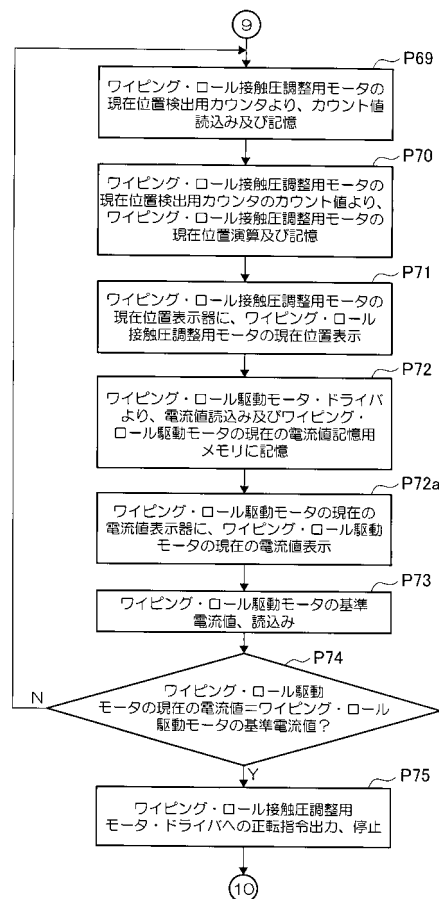 9
P69
ワイピング・ロール接触圧調整用モータの
現在位置検出用カウンタより、カウント値
読込み及び記憶
P70
ワイピング・ロール接触圧調整用モータの
現在位置検出用カウンタのカウント値より、
ワイピング・ロール接触圧調整用モータの
現在位置演算及び記憶
P71
ワイピング・ロール接触圧調整用モータの
現在位置表示器に、ワイピング・ロール
接触圧調整用モータの現在位置表示
P72
ワイピング・ロール駆動モータ・ドライバ
より、電流値読込み及びワイピング・
ロール駆動モータの現在の電流値記憶用
メモリに記憶
P72a
ワイピング・ロール駆動モータの現在の
電流値表示器に、ワイピング・ロール駆動
モータの現在の電流値表示
P73
ワイピング・ロール駆動モータの基準
電流値、読込み
P74
N
ワイピング・ロール駆動
モータの現在の電流値=ワイピング・ロール
駆動モータの基準電流値?
Y
P75
ワイピング・ロール接触圧調整用
モータ・ドライバへの正転指令出力、停止
10